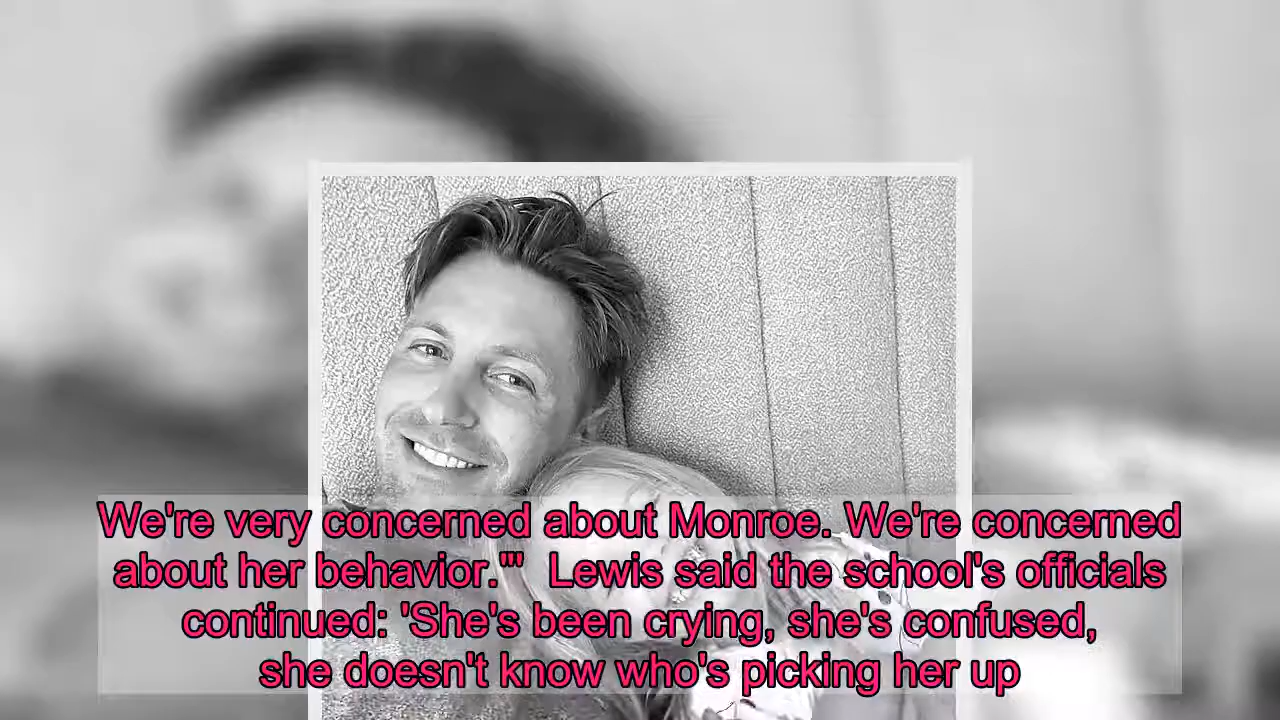 We're very concerned about Monroe. We're concerned
about her behavior."' Lewis said the school's officials
continued: 'She's been crying, she's confused,
she doesn't know who's picking her up